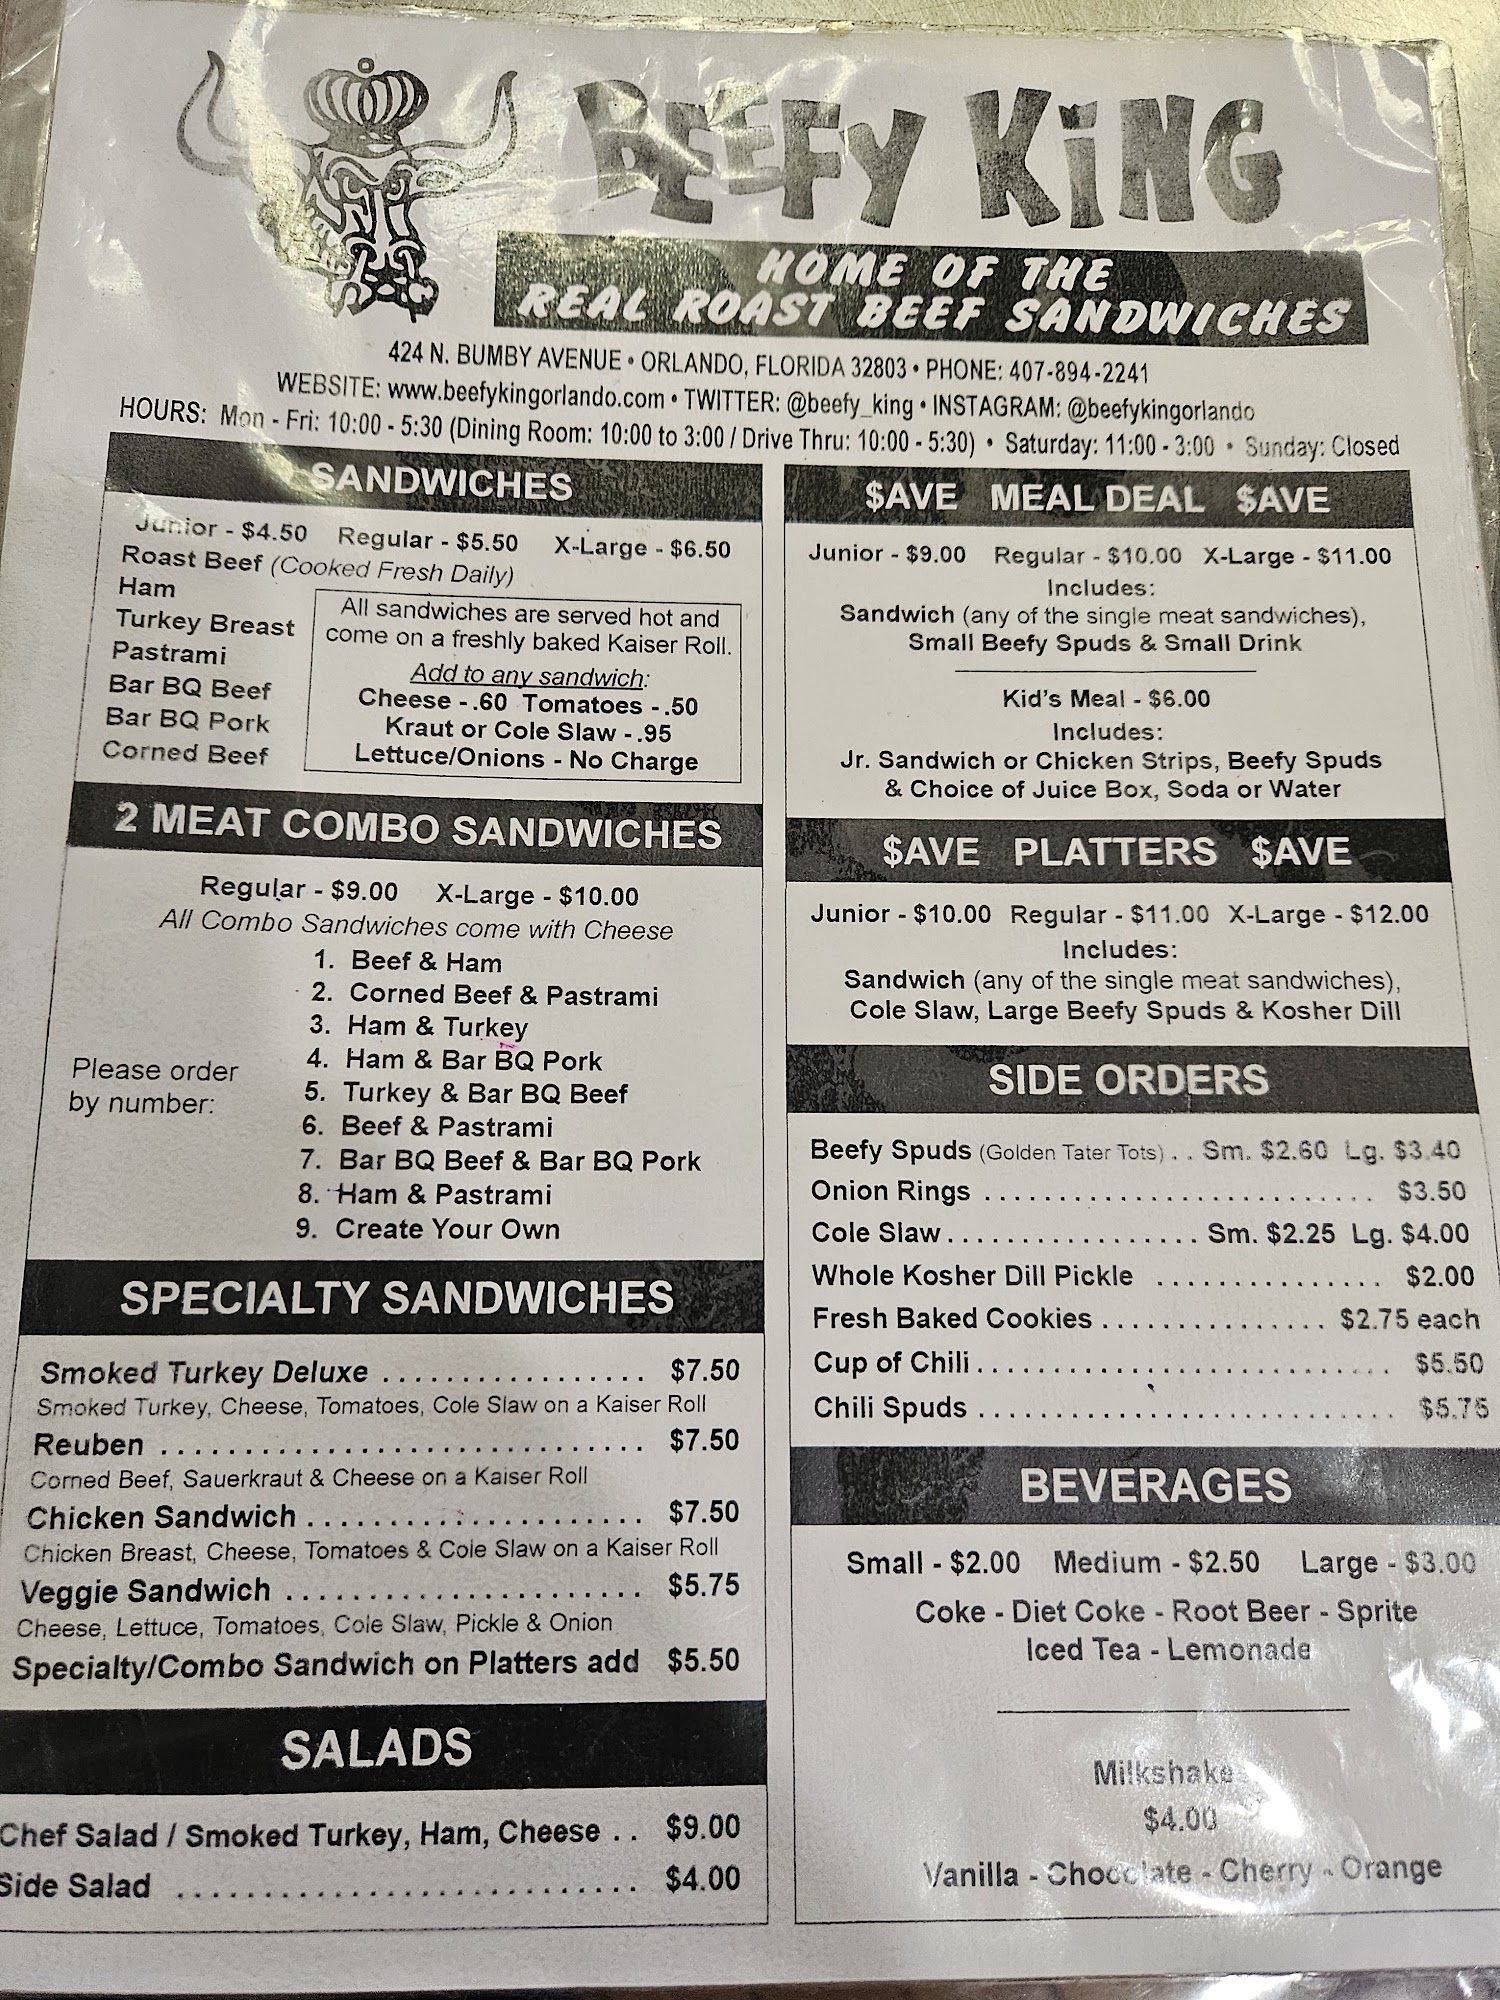 BEEFY KiNG
HOME OF THE
REAL ROAST BEEF SANDWICHES
424 N. BUMBY AVENUE • ORLANDO, FLORIDA 32803 • PHONE: 407-894-2241
WEBSITE: www.beefykingorlando.com • TWITTER: @beefy_king • INSTAGRAM: @beefykingorlando
HOURS: Mon - Fri: 10:00 - 5:30 (Dining Room: 10:00 to 3:00 / Drive Thru: 10:00 - 5:30) • Saturday: 11:00 - 3:00 • Sunday: Closed
SANDWICHES
Junior - $4.50 Regular - $5.50 X-Large - $6.50
Roast Beef (Cooked Fresh Daily)
Ham
Turkey Breast
Pastrami
Bar BQ Beef
Bar BQ Pork
Corned Beef
All sandwiches are served hot and
come on a freshly baked Kaiser Roll.
Add to any sandwich:
Cheese - .60 Tomatoes - .50
Kraut or Cole Slaw - .95
Lettuce/Onions - No Charge
2 MEAT COMBO SANDWICHES
Regular - $9.00 X-Large - $10.00
All Combo Sandwiches come with Cheese
Please order
by number:
1. Beef & Ham
2. Corned Beef & Pastrami
3. Ham & Turkey
4. Ham & Bar BQ Pork
5. Turkey & Bar BQ Beef
6. Beef & Pastrami
7. Bar BQ Beef & Bar BQ Pork
8. Ham & Pastrami
9. Create Your Own
SPECIALTY SANDWICHES
Smoked Turkey Deluxe . . . . . . . . . . . . . . . . . . $7.50
Smoked Turkey, Cheese, Tomatoes, Cole Slaw on a Kaiser Roll
Reuben . . . . . . . . . . . . . . . . . . . . . . . . . . . . . $7.50
Corned Beef, Sauerkraut & Cheese on a Kaiser Roll
Chicken Sandwich . . . . . . . . . . . . . . . . . . . . . $7.50
Chicken Breast, Cheese, Tomatoes & Cole Slaw on a Kaiser Roll
Veggie Sandwich . . . . . . . . . . . . . . . . . . . . . . $5.75
Cheese, Lettuce, Tomatoes, Cole Slaw, Pickle & Onion
Specialty/Combo Sandwich on Platters add $5.50
SALADS
Chef Salad / Smoked Turkey, Ham, Cheese . . $9.00
Side Salad . . . . . . . . . . . . . . . . . . . . . . . . . . . $4.00
$AVE MEAL DEAL $AVE
Junior - $9.00 Regular - $10.00 X-Large - $11.00
Includes:
Sandwich (any of the single meat sandwiches),
Small Beefy Spuds & Small Drink
Kid's Meal - $6.00
Includes:
Jr. Sandwich or Chicken Strips, Beefy Spuds
& Choice of Juice Box, Soda or Water
$AVE PLATTERS $AVE
Junior - $10.00 Regular - $11.00 X-Large - $12.00
Includes:
Sandwich (any of the single meat sandwiches),
Cole Slaw, Large Beefy Spuds & Kosher Dill
SIDE ORDERS
Beefy Spuds (Golden Tater Tots) . . Sm. $2.60 Lg. $3.40
Onion Rings . . . . . . . . . . . . . . . . . . . . . . . . . . $3.50
Cole Slaw . . . . . . . . . . . . . . . . . Sm. $2.25 Lg. $4.00
Whole Kosher Dill Pickle . . . . . . . . . . . . . . . $2.00
Fresh Baked Cookies . . . . . . . . . . . . . . . $2.75 each
Cup of Chili . . . . . . . . . . . . . . . . . . . . . . . . . . . $5.50
Chili Spuds . . . . . . . . . . . . . . . . . . . . . . . . . . . $5.75
BEVERAGES
Small - $2.00 Medium - $2.50 Large - $3.00
Coke - Diet Coke - Root Beer - Sprite
Iced Tea - Lemonade
Milkshakes
$4.00
Vanilla - Chocolate - Cherry - Orange